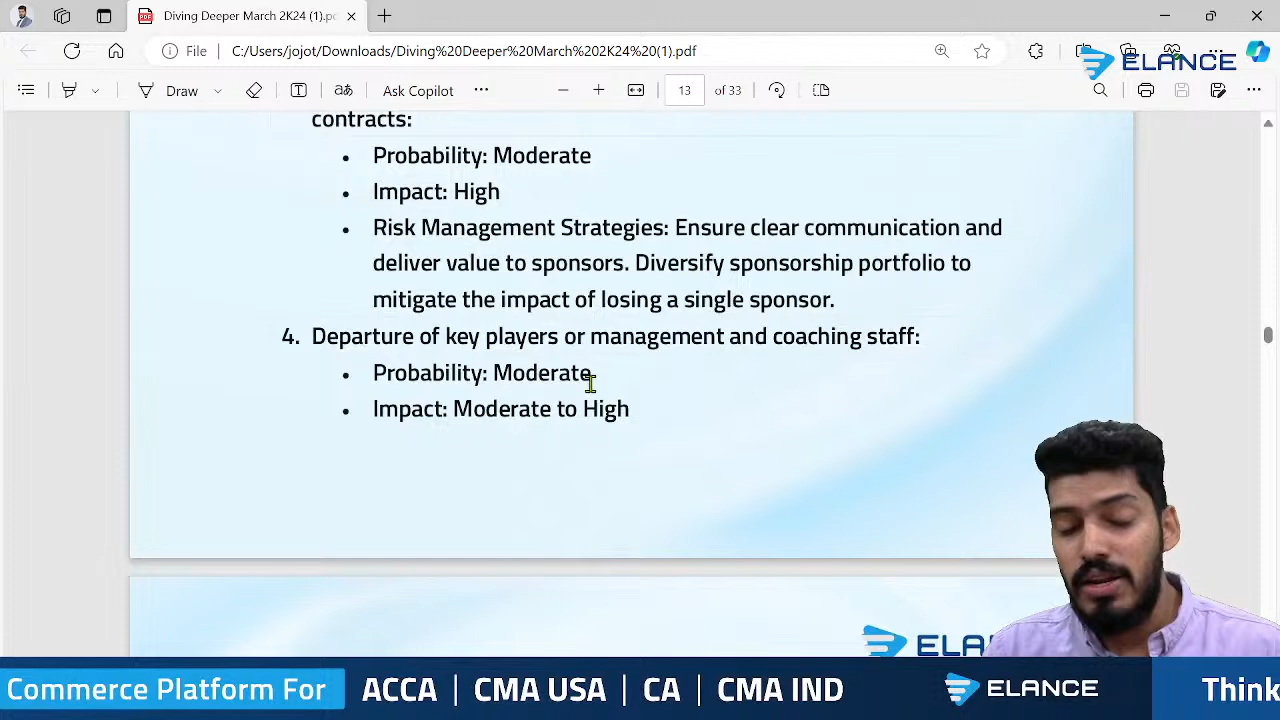 Diving Deeper March 2K24 (1).pd
File
C:/Users/jojot/Downloads/Diving%20Deeper%20March%202K24%20(1).pdf
ELANCE
Draw
Ask Copilot
13
of 33
contracts:
• Probability: Moderate
• Impact: High
• Risk Management Strategies: Ensure clear communication and
deliver value to sponsors. Diversify sponsorship portfolio to
mitigate the impact of losing a single sponsor.
4. Departure of key players or management and coaching staff:
• Probability: Moderate
• Impact: Moderate to High
ELAN
Commerce Platform For
ACCA | CMA USA | CA | CMA IND
ELANCE
Think